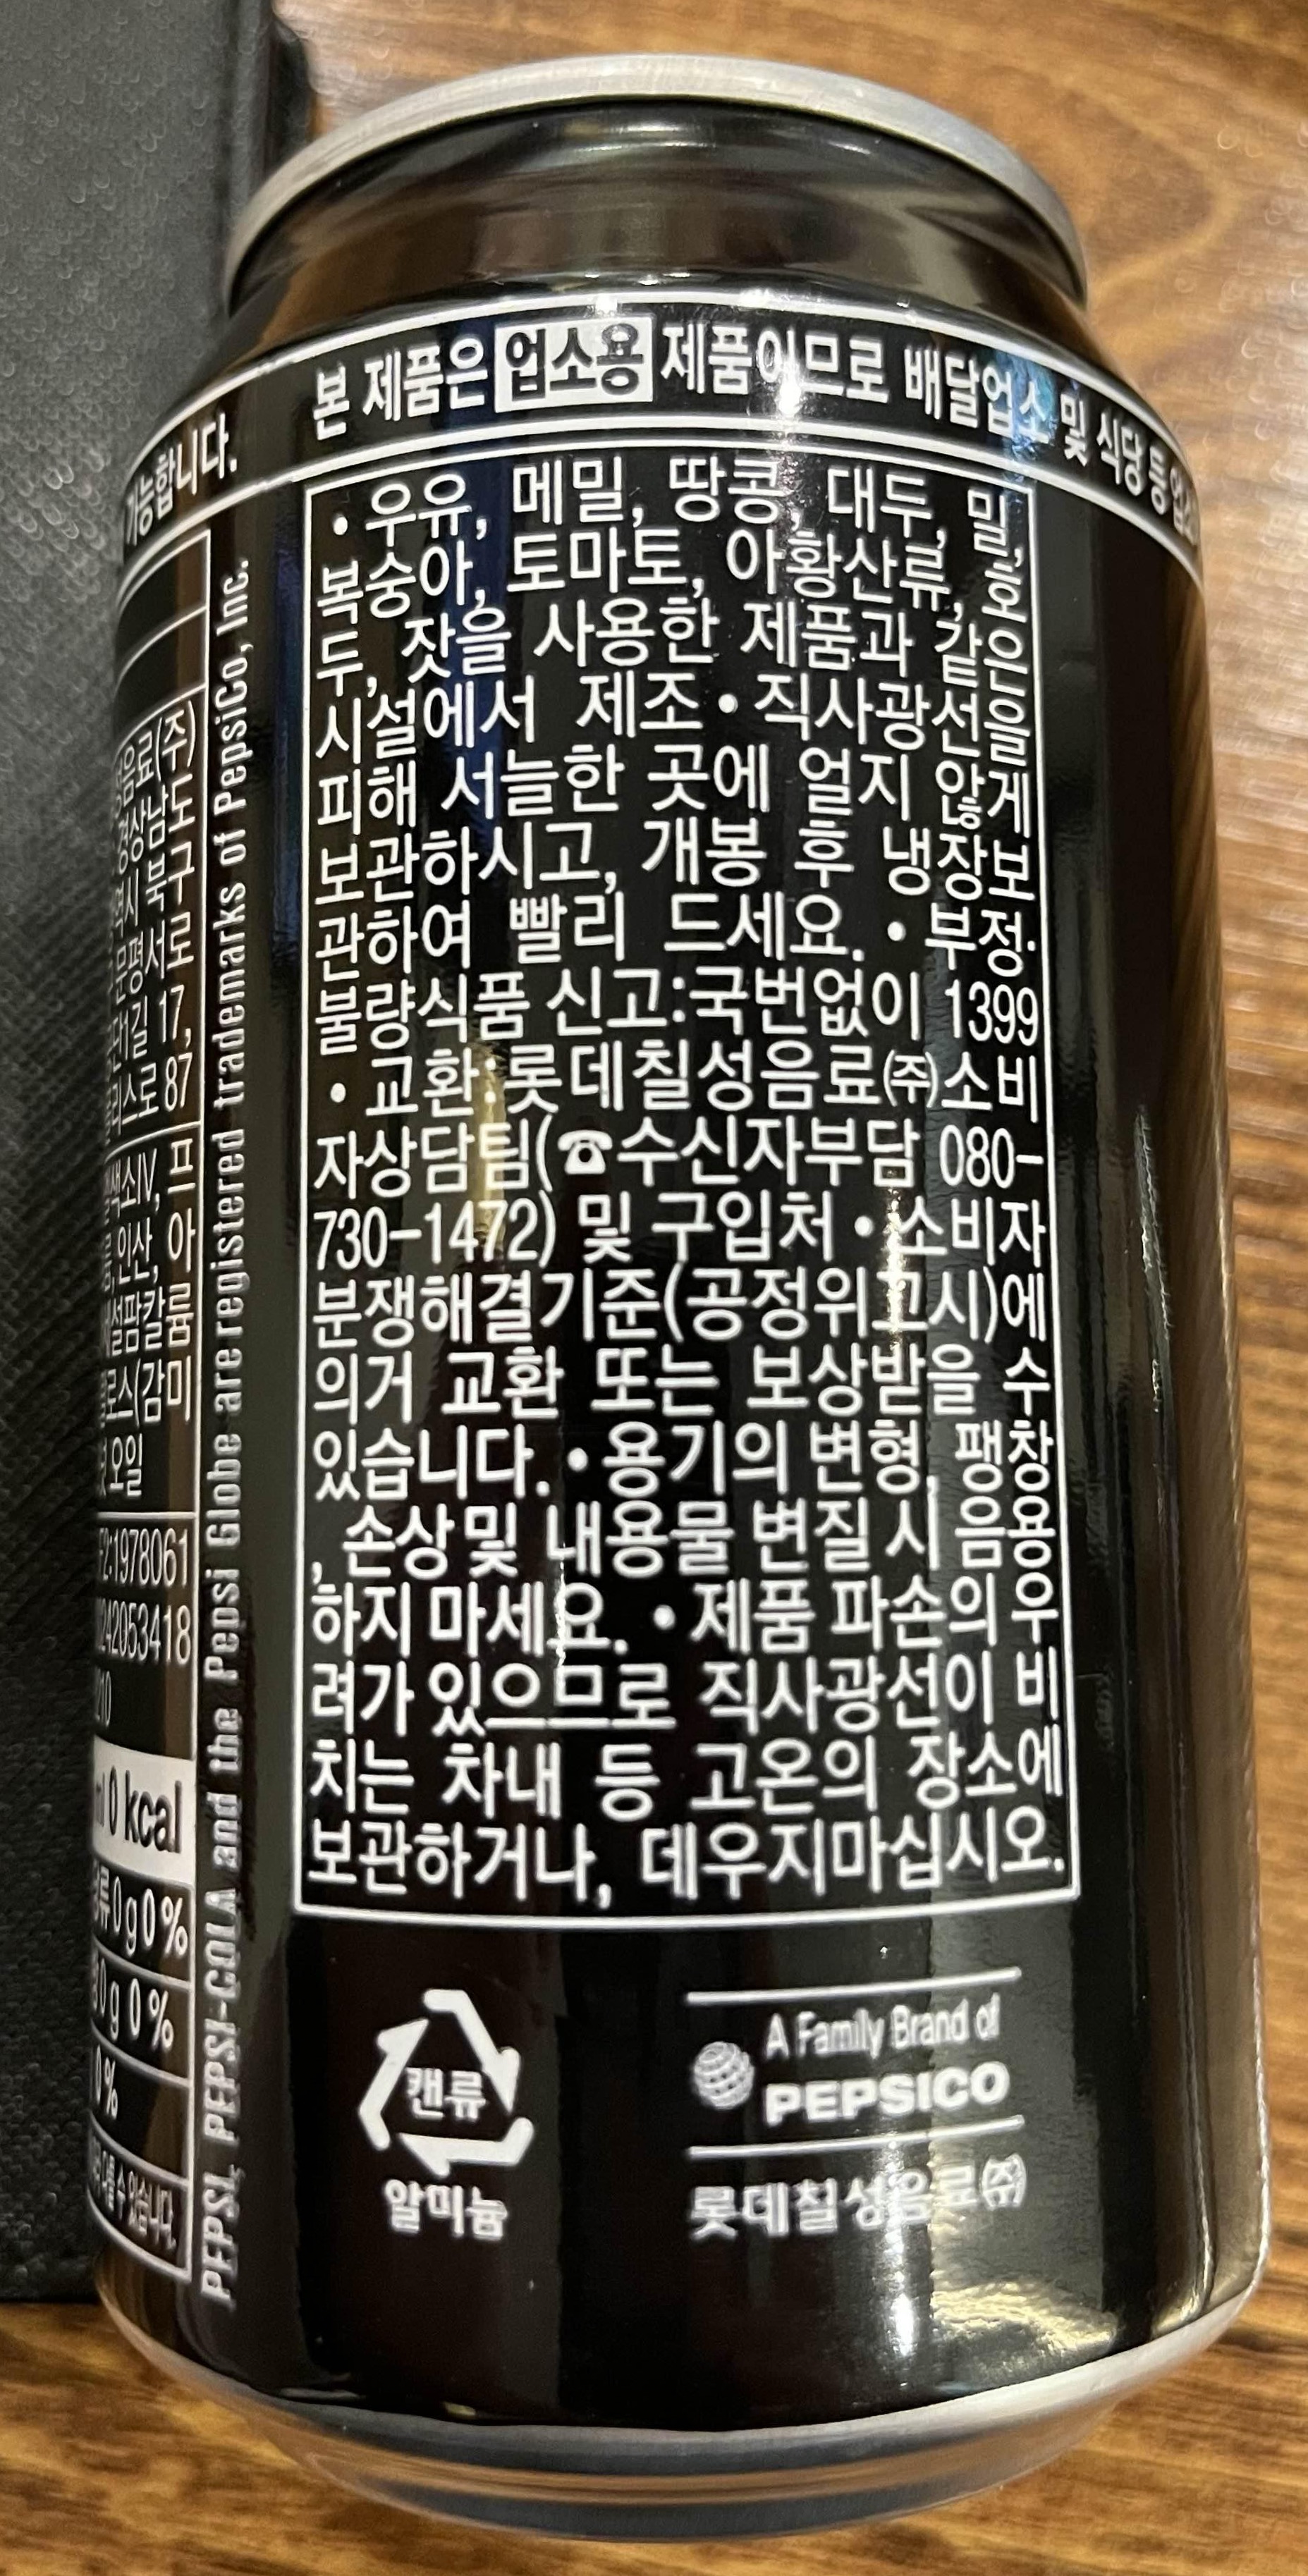 본 제품은 업소용 제품이므로 배달업소 및 식당 등
가능합니다.
• 우유, 메밀, 땅콩, 대두, 밀,
복숭아, 토마토, 아황산류, 호
두, 잣을 사용한 제품과 같은
시설에서 제조 • 직사광선을
피해 서늘한 곳에 얼지 않게
보관하시고, 개봉 후 냉장보
관하여 빨리 드세요. • 부정·
불량식품 신고:국번없이 1399
• 교환:롯데칠성음료㈜소비
자상담팀(☎수신자부담 080-
730-1472) 및 구입처 • 소비자
분쟁해결기준(공정위고시)에
의거 교환 또는 보상받을 수
있습니다. • 용기의 변형, 팽창
, 손상및 내용물 변질 시 음용
하지 마세요. • 제품 파손의 우
려가 있으므로 직사광선이 비
치는 차내 등 고온의 장소에
보관하거나, 데우지마십시오.
캔류
알미늄
A Family Brand of
PEPSICO
롯데칠성음료㈜
PEPSI, PEPSI-COLA and the Pepsi Globe are registered trademarks of PepsiCo, Inc.
음료(주)
경상남도
북구
문평서로
17,
87
프
인산, 아
칼륨
(감미
오일
1978061
0 kcal
0 g 0 %
0 g 0 %
0 %
수 있습니다.